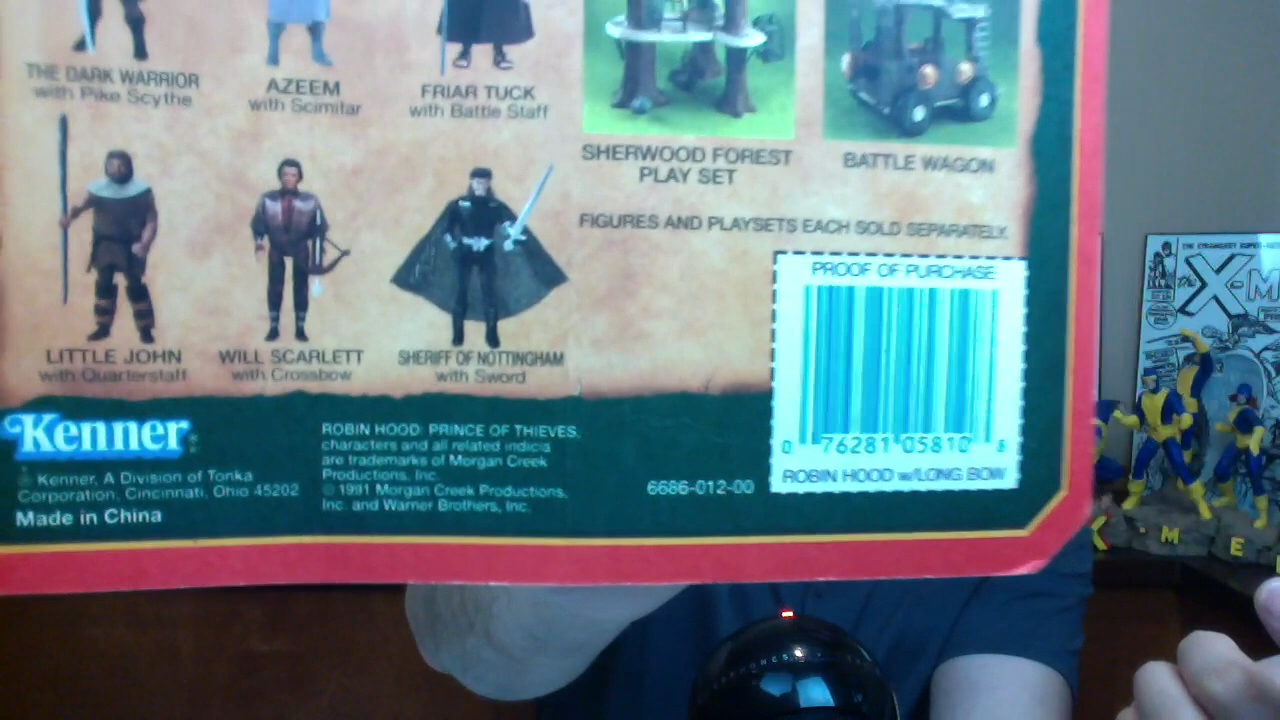 THE DARK WARRIOR
with Pike Scythe
AZEEM
with Scimitar
FRIAR TUCK
with Battle Staff
SHERWOOD FOREST
PLAY SET
BATTLE WAGON
FIGURES AND PLAYSETS EACH SOLD SEPARATELY.
LITTLE JOHN
with Quarterstaff
WILL SCARLETT
with Crossbow
SHERIFF OF NOTTINGHAM
with Sword
PROOF OF PURCHASE
0 76281 05810 8
ROBIN HOOD w/LONG BOW
Kenner
Kenner, A Division of Tonka
Corporation, Cincinnati, Ohio 45202
Made in China
ROBIN HOOD: PRINCE OF THIEVES,
characters and all related indicia
are trademarks of Morgan Creek
Productions, Inc.
© 1991 Morgan Creek Productions,
Inc. and Warner Brothers, Inc.
6686-012-00
The X-M
X-ME